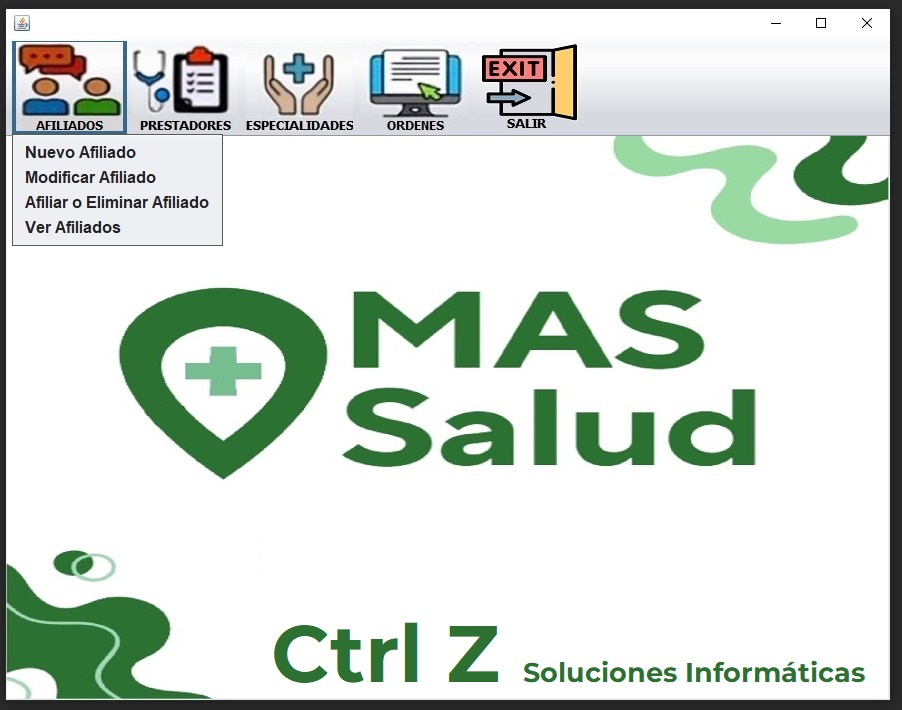 EXIT
AFILIADOS
PRESTADORES
ESPECIALIDADES
ORDENES
SALIR
Nuevo Afiliado
Modificar Afiliado
Afiliar o Eliminar Afiliado
Ver Afiliados
MAS
Salud
Ctrl Z Soluciones Informáticas